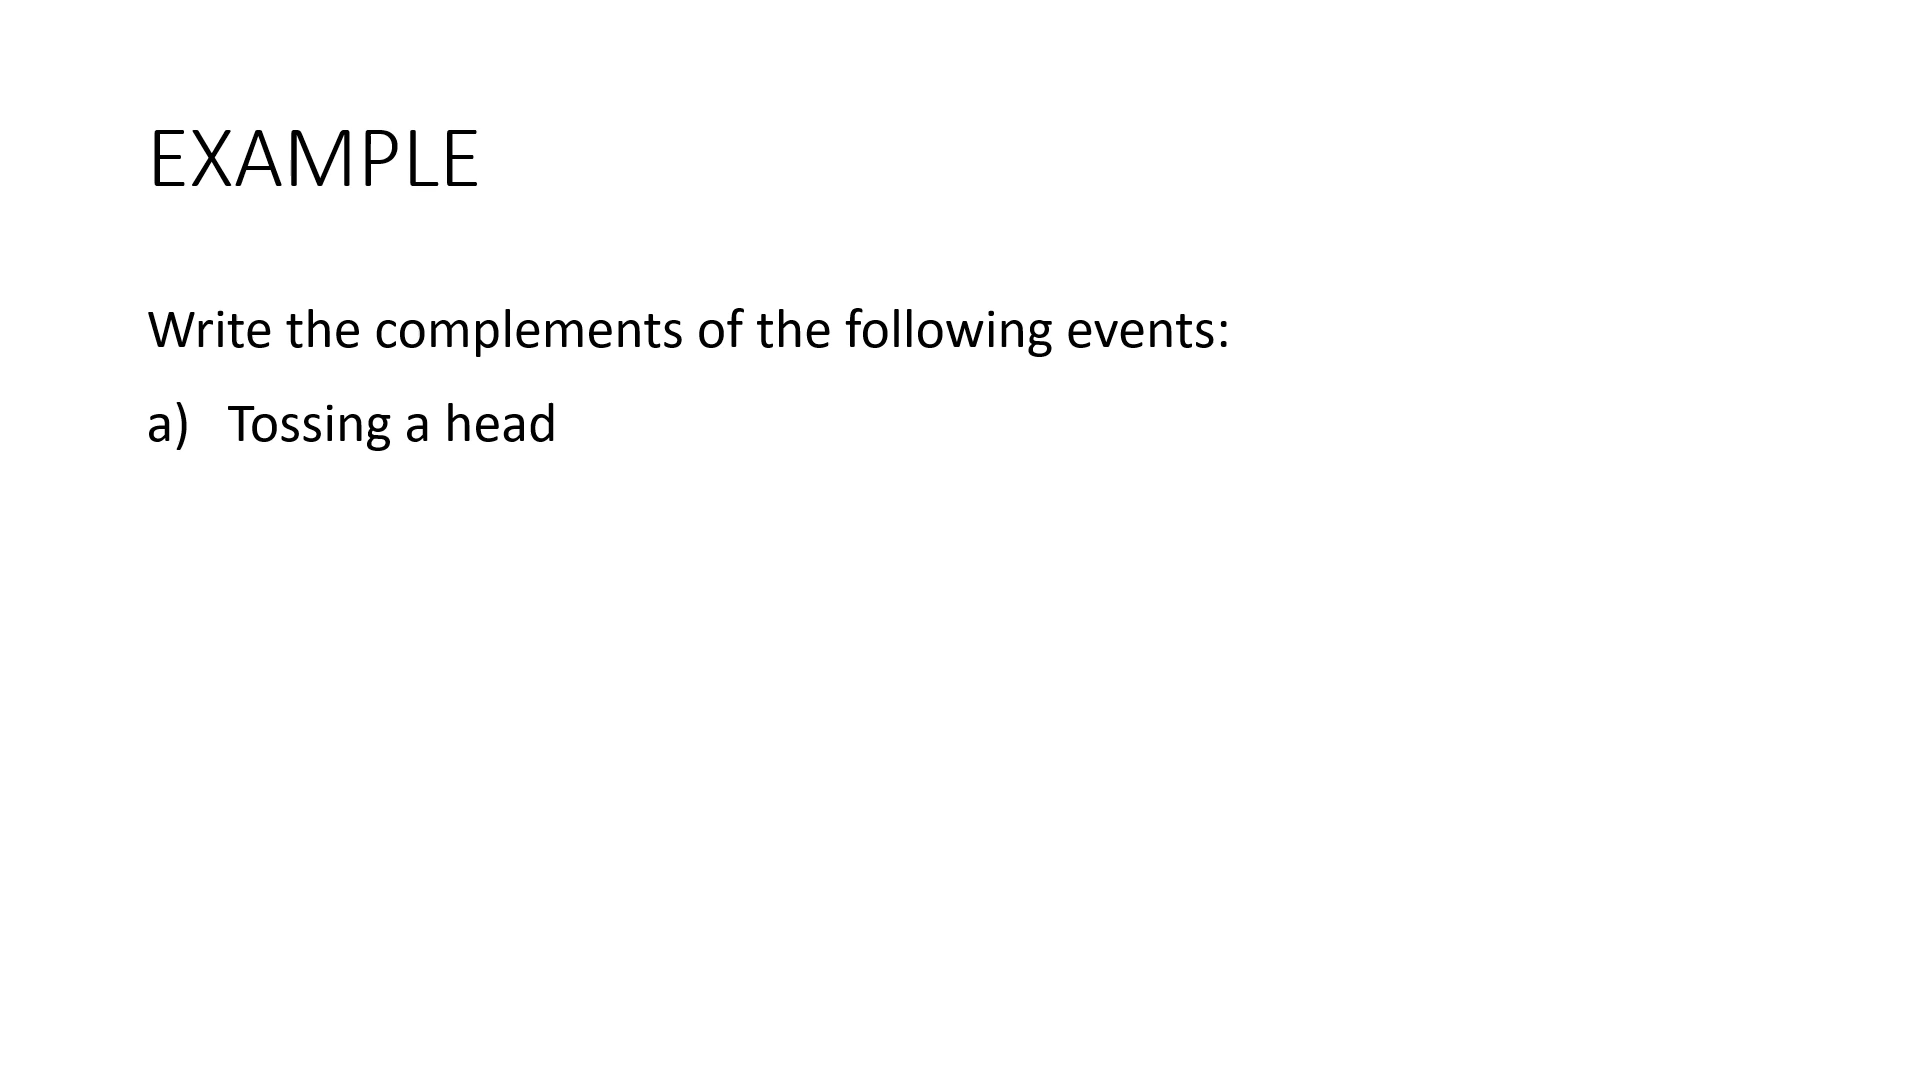 EXAMPLE
Write the complements of the following events:
a) Tossing a head